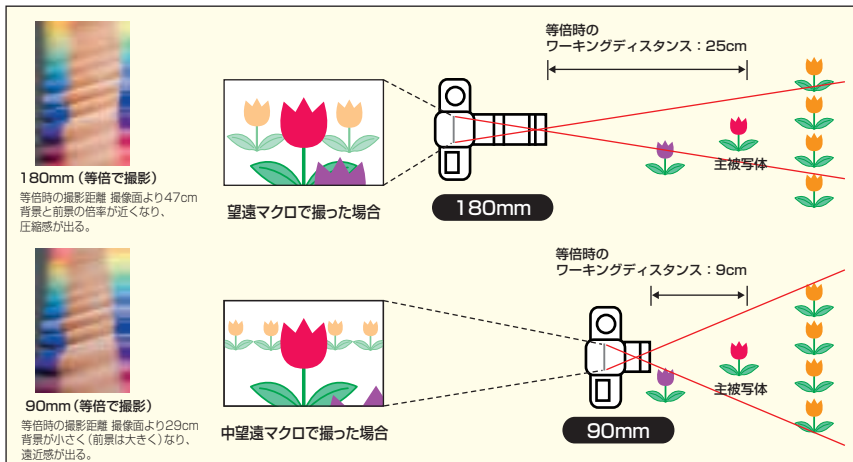 180mm（等倍で撮影）
等倍時の撮影距離 撮像面より47cm
背景と前景の倍率が近くなり、
圧縮感が出る。
望遠マクロで撮った場合
180mm
等倍時の
ワーキングディスタンス：25cm
主被写体
90mm（等倍で撮影）
等倍時の撮影距離 撮像面より29cm
背景が小さく（前景は大きく）なり、
遠近感が出る。
中望遠マクロで撮った場合
90mm
等倍時の
ワーキングディスタンス：9cm
主被写体